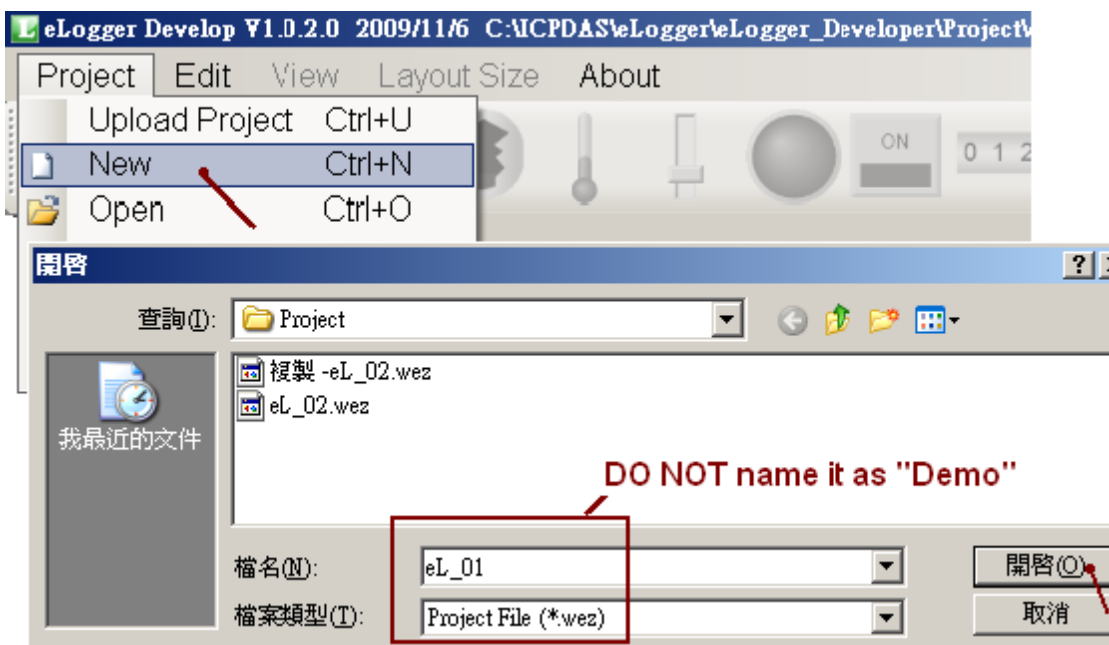 eLogger Develop V1.0.2.0 2009/11/6 C:\ICPDAS\eLogger\eLogger_Developer\Project\
Project Edit View Layout Size About
Upload Project Ctrl+U
New Ctrl+N
Open Ctrl+O
ON
0 1 2
開啓
查詢(I): Project
複製 -eL_02.wez
eL_02.wez
我最近的文件
DO NOT name it as "Demo"
檔名(N): eL_01 開啓(O)
檔案類型(T): Project File (*.wez) 取消